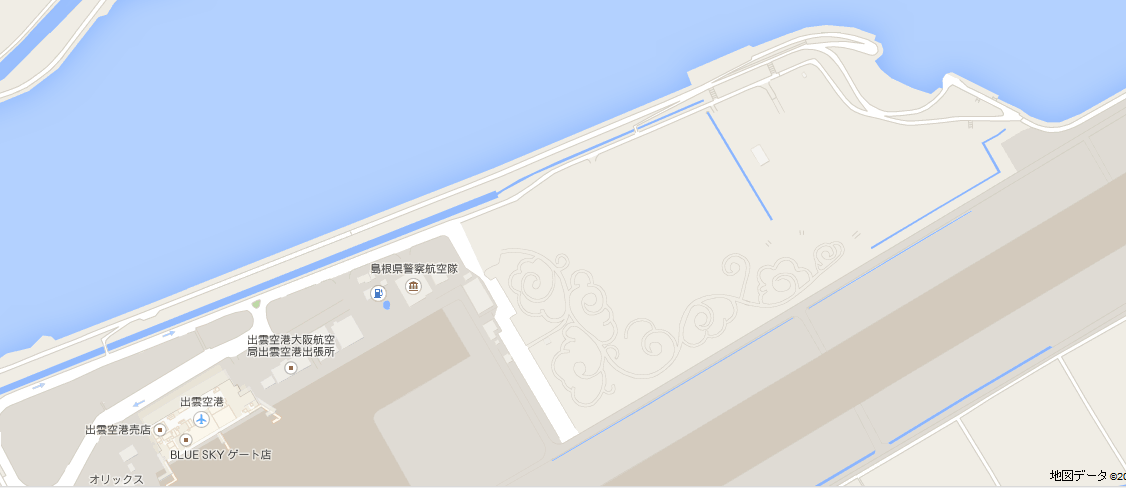 島根県警察航空隊
出雲空港大阪航空
局出雲空港出張所
出雲空港
出雲空港売店
BLUE SKY ゲート店
オリックス
地図データ ©20